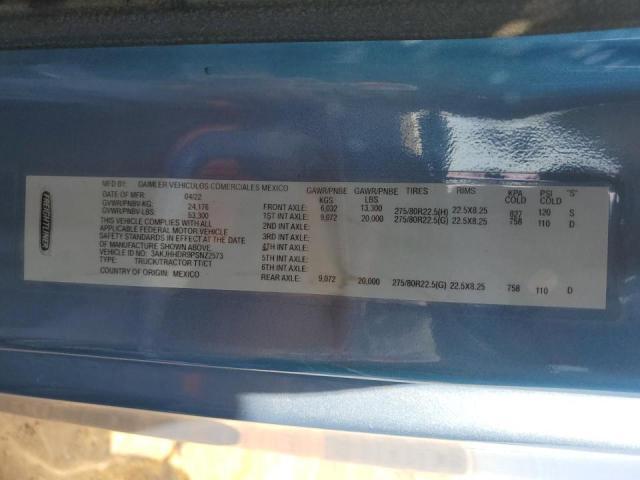 FREIGHTLINER
MFD BY: DAIMLER VEHICULOS COMERCIALES MEXICO
DATE OF MFR: 04/22
GVWR/PNBV-KG: 24,176
GVWR/PNBV-LBS: 53,300
THIS VEHICLE COMPLIES WITH ALL
APPLICABLE FEDERAL MOTOR VEHICLE
SAFETY STANDARDS IN EFFECT AT THE DATE
OF MANUFACTURE SHOWN ABOVE.
VEHICLE ID: 3AKJHHDR9PSNZ2573
TYPE: TRUCK/TRACTOR TT/CT
COUNTRY OF ORIGIN: MEXICO
GAWR/PNBE GAWR/PNBE TIRES RIMS KPA PSI "S"
KGS LBS COLD COLD
FRONT AXLE: 6,032 13,300 275/80R22.5(H) 22.5X8.25 827 120 S
1ST INT AXLE: 9,072 20,000 275/80R22.5(G) 22.5X8.25 758 110 D
2ND INT AXLE:
3RD INT AXLE:
4TH INT AXLE:
5TH INT AXLE:
6TH INT AXLE:
REAR AXLE: 9,072 20,000 275/80R22.5(G) 22.5X8.25 758 110 D